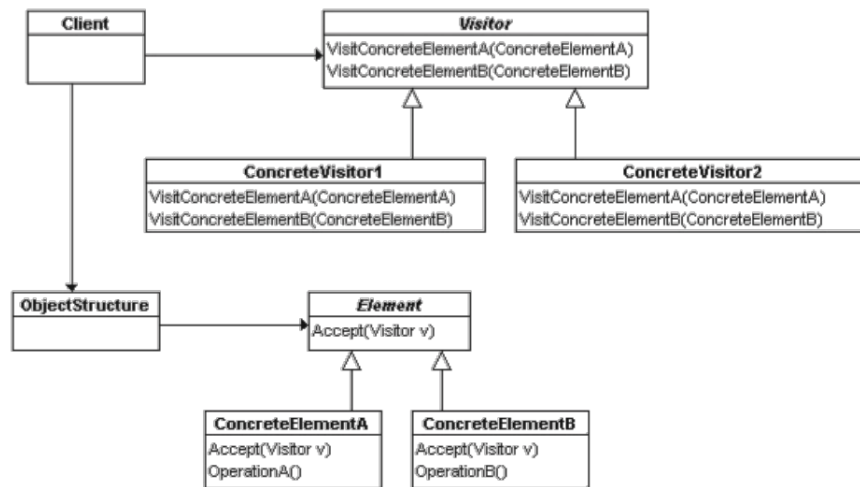 Client
Visitor
VisitConcreteElementA(ConcreteElementA)
VisitConcreteElementB(ConcreteElementB)
ConcreteVisitor1
VisitConcreteElementA(ConcreteElementA)
VisitConcreteElementB(ConcreteElementB)
ConcreteVisitor2
VisitConcreteElementA(ConcreteElementA)
VisitConcreteElementB(ConcreteElementB)
ObjectStructure
Element
Accept(Visitor v)
ConcreteElementA
Accept(Visitor v)
OperationA()
ConcreteElementB
Accept(Visitor v)
OperationB()